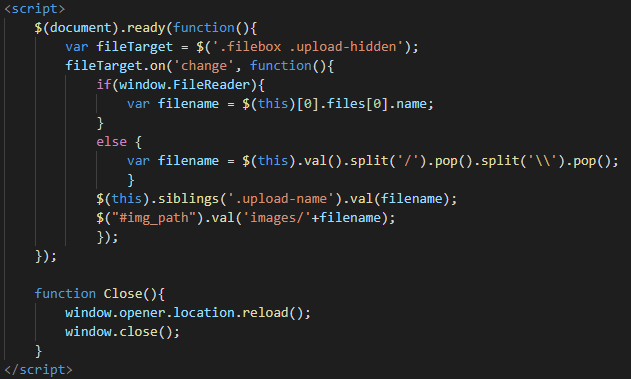 <script>
    $(document).ready(function(){
        var fileTarget = $('.filebox .upload-hidden');
        fileTarget.on('change', function(){
            if(window.FileReader){
                var filename = $(this)[0].files[0].name;
            }
            else {
                var filename = $(this).val().split('/').pop().split('\\').pop();
                }
            $(this).siblings('.upload-name').val(filename);
            $("#img_path").val('images/'+filename);
            });
    });

    function Close(){
        window.opener.location.reload();
        window.close();
    }
</script>